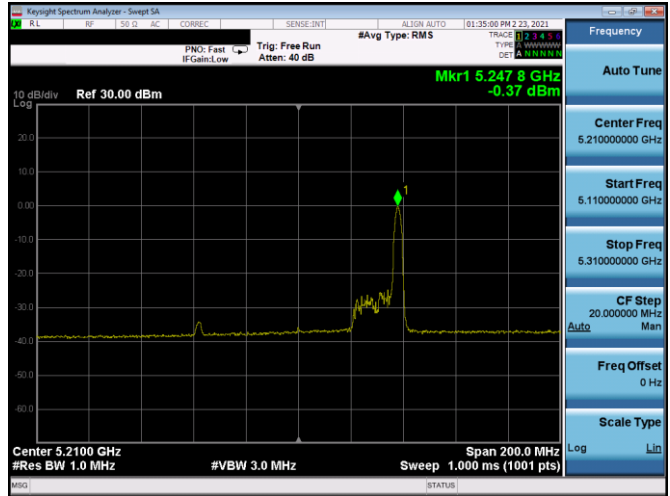 Keysight Spectrum Analyzer - Swept SA
RL RF 50 Ω AC CORREC SENSE:INT ALIGN AUTO 01:35:00 PM 2 23, 2021
PNO: Fast Trig: Free Run #Avg Type: RMS TRACE 1 2 3 4 5 6
IFGain:Low Atten: 40 dB TYPE A WWWWW
DET A N N N N N
Mkr1 5.247 8 GHz
10 dB/div Ref 30.00 dBm -0.37 dBm
Log
20.0
10.0
1
0.00
-10.0
-20.0
-30.0
-40.0
-50.0
-60.0
Center 5.2100 GHz Span 200.0 MHz
#Res BW 1.0 MHz #VBW 3.0 MHz Sweep 1.000 ms (1001 pts)
MSG STATUS
Frequency
Auto Tune
Center Freq
5.210000000 GHz
Start Freq
5.110000000 GHz
Stop Freq
5.310000000 GHz
CF Step
20.000000 MHz
Auto Man
Freq Offset
0 Hz
Scale Type
Log Lin